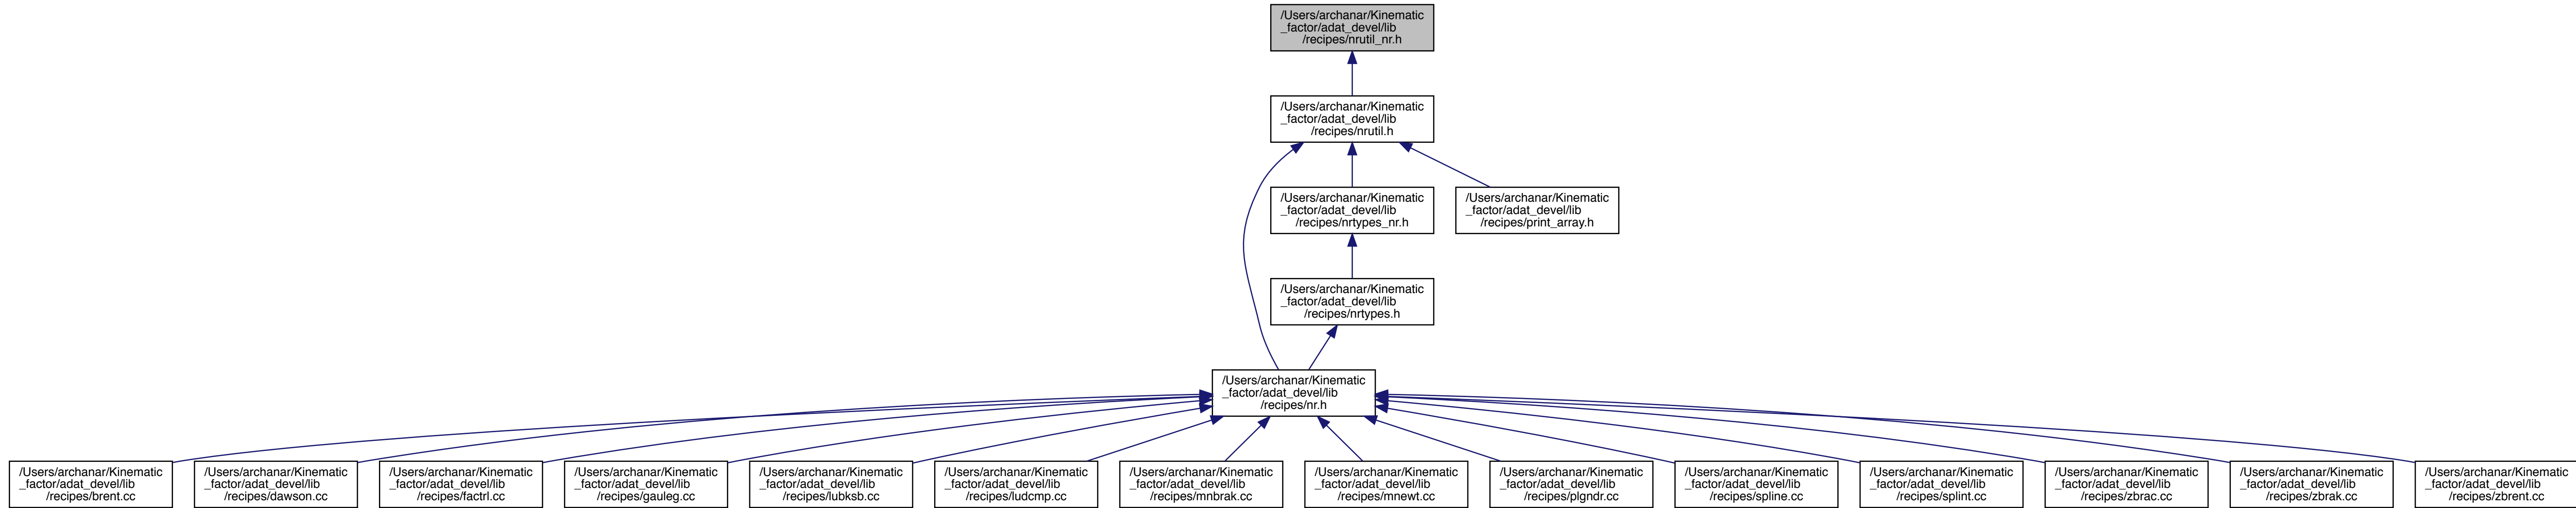 /Users/archanar/Kinematic
_factor/adat_devel/lib
/recipes/nrutil_nr.h
/Users/archanar/Kinematic
_factor/adat_devel/lib
/recipes/nrutil.h
/Users/archanar/Kinematic
_factor/adat_devel/lib
/recipes/nrtypes_nr.h
/Users/archanar/Kinematic
_factor/adat_devel/lib
/recipes/print_array.h
/Users/archanar/Kinematic
_factor/adat_devel/lib
/recipes/nrtypes.h
/Users/archanar/Kinematic
_factor/adat_devel/lib
/recipes/nr.h
/Users/archanar/Kinematic
_factor/adat_devel/lib
/recipes/brent.cc
/Users/archanar/Kinematic
_factor/adat_devel/lib
/recipes/dawson.cc
/Users/archanar/Kinematic
_factor/adat_devel/lib
/recipes/factrl.cc
/Users/archanar/Kinematic
_factor/adat_devel/lib
/recipes/gauleg.cc
/Users/archanar/Kinematic
_factor/adat_devel/lib
/recipes/lubksb.cc
/Users/archanar/Kinematic
_factor/adat_devel/lib
/recipes/ludcmp.cc
/Users/archanar/Kinematic
_factor/adat_devel/lib
/recipes/mnbrak.cc
/Users/archanar/Kinematic
_factor/adat_devel/lib
/recipes/mnewt.cc
/Users/archanar/Kinematic
_factor/adat_devel/lib
/recipes/plgndr.cc
/Users/archanar/Kinematic
_factor/adat_devel/lib
/recipes/spline.cc
/Users/archanar/Kinematic
_factor/adat_devel/lib
/recipes/splint.cc
/Users/archanar/Kinematic
_factor/adat_devel/lib
/recipes/zbrac.cc
/Users/archanar/Kinematic
_factor/adat_devel/lib
/recipes/zbrak.cc
/Users/archanar/Kinematic
_factor/adat_devel/lib
/recipes/zbrent.cc